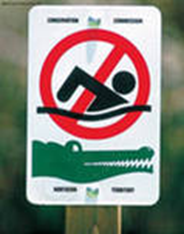 CONSERVATION COMMISSION
NORTHERN TERRITORY